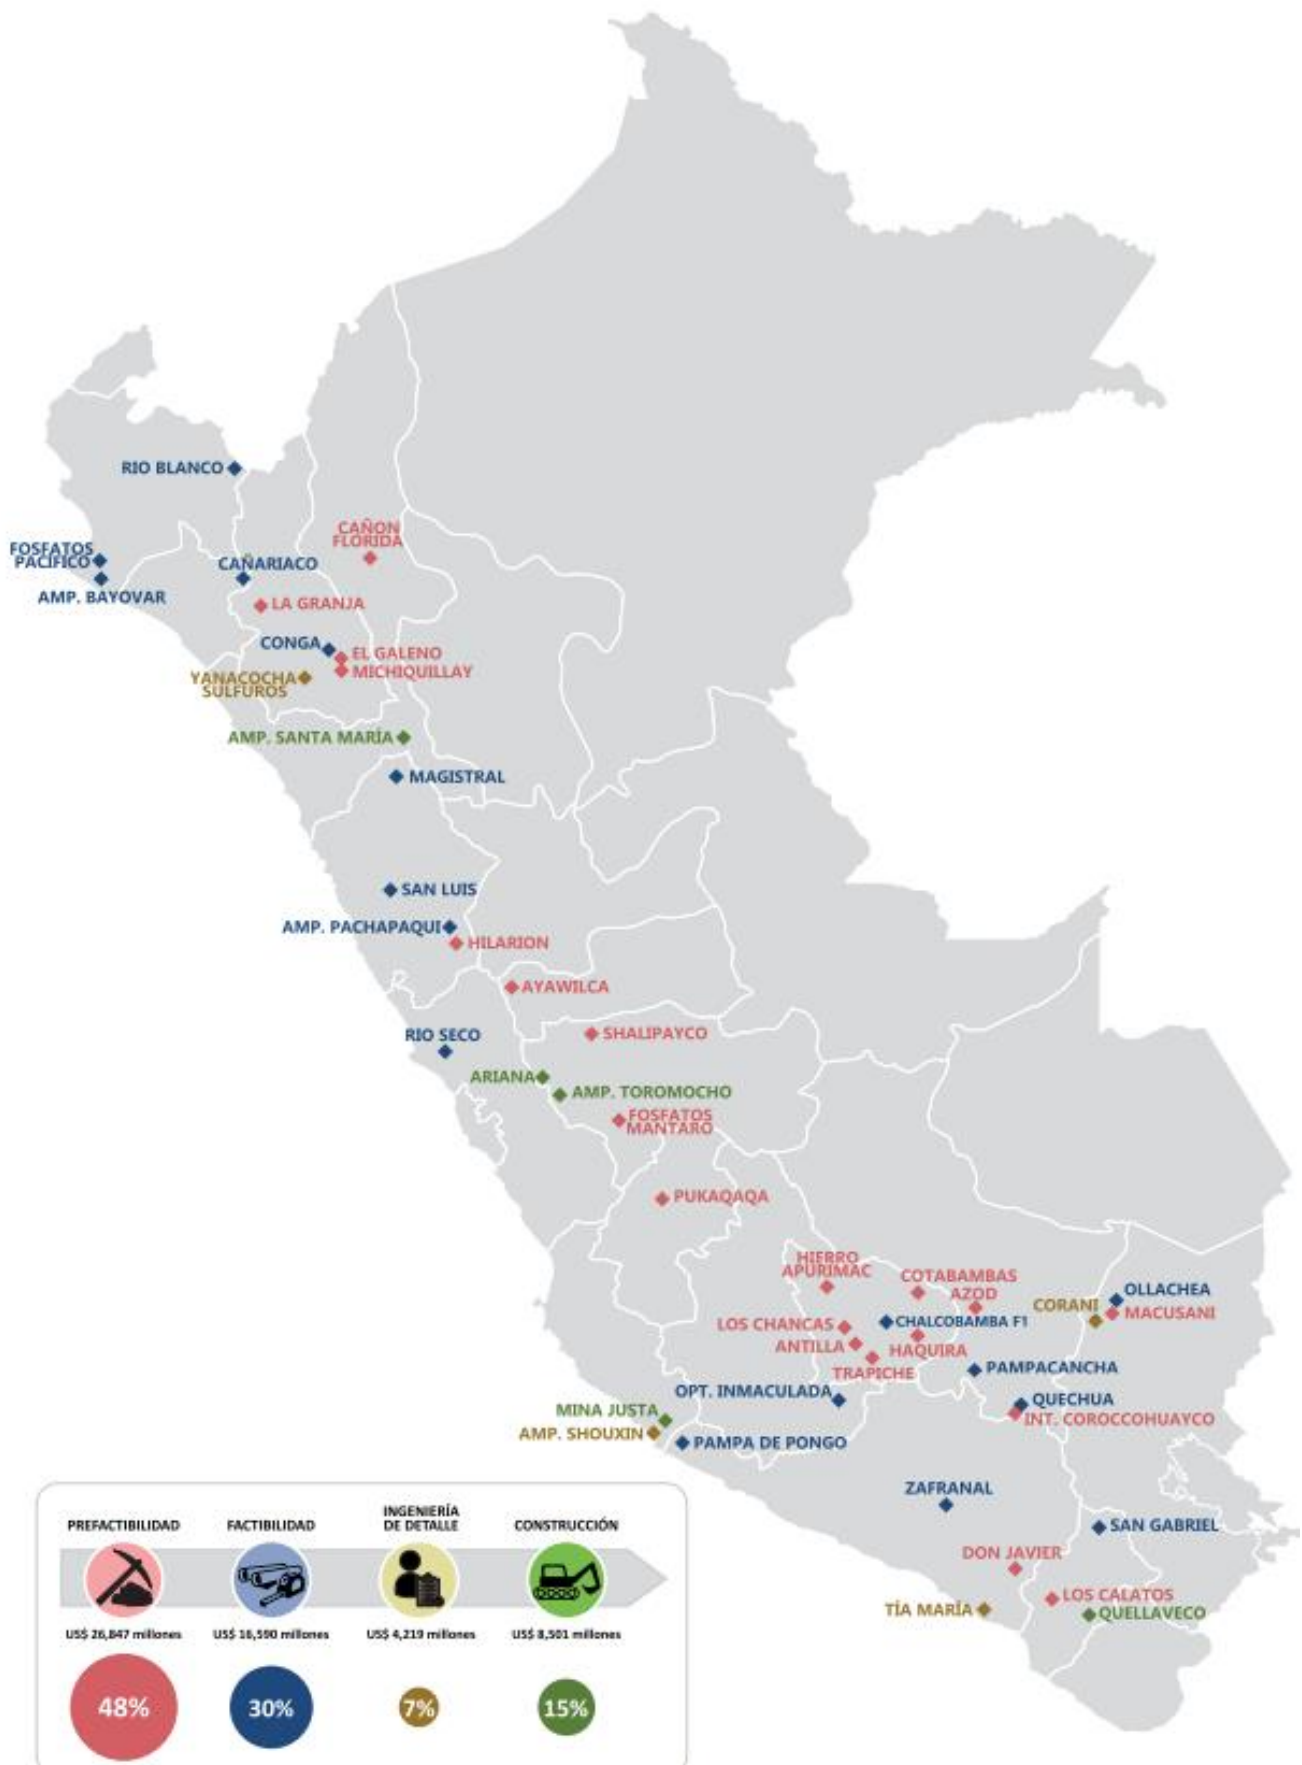 RIO BLANCO
CAÑON
FLORIDA
FOSFATOS
PACIFICO
CAÑARIACO
AMP. BAYOVAR
LA GRANJA
CONGA
EL GALENO
MICHIQUILLAY
YANACOCHA
SULFUROS
AMP. SANTA MARÍA
MAGISTRAL
SAN LUIS
AMP. PACHAPAQUI
HILARION
AYAWILCA
RIO SECO
SHALIPAYCO
ARIANA
AMP. TOROMOCHO
FOSFATOS
MANTARO
PUKAQAQA
HIERRO
APURIMAC
COTABAMBAS
AZOD
OLLACHEA
CORANI
MACUSANI
LOS CHANCAS
CHALCOBAMBA F1
ANTILLA
HAQUIRA
TRAPICHE
PAMPACANCHA
OPT. INMACULADA
QUECHUA
MINA JUSTA
INT. COROCCOHUAYCO
AMP. SHOUXIN
PAMPA DE PONGO
ZAFRANAL
SAN GABRIEL
DON JAVIER
LOS CALATOS
TÍA MARÍA
QUELLAVECO
PREFACTIBILIDAD
FACTIBILIDAD
INGENIERÍA
DE DETALLE
CONSTRUCCIÓN
US$ 26,847 millones
US$ 16,590 millones
US$ 4,219 millones
US$ 8,501 millones
48%
30%
7%
15%